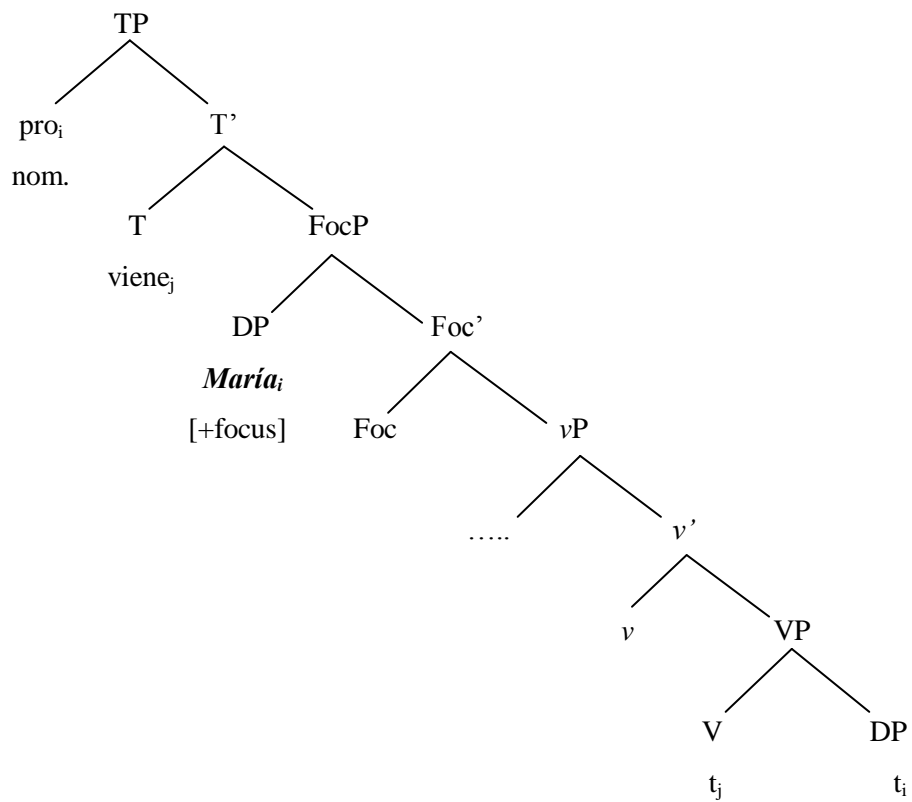 TP
proᵢ T’
nom.
T FocP
vieneⱼ
DP Foc’
Maríaᵢ
[+focus] Foc vP
….. v’
v VP
V DP
tⱼ tᵢ